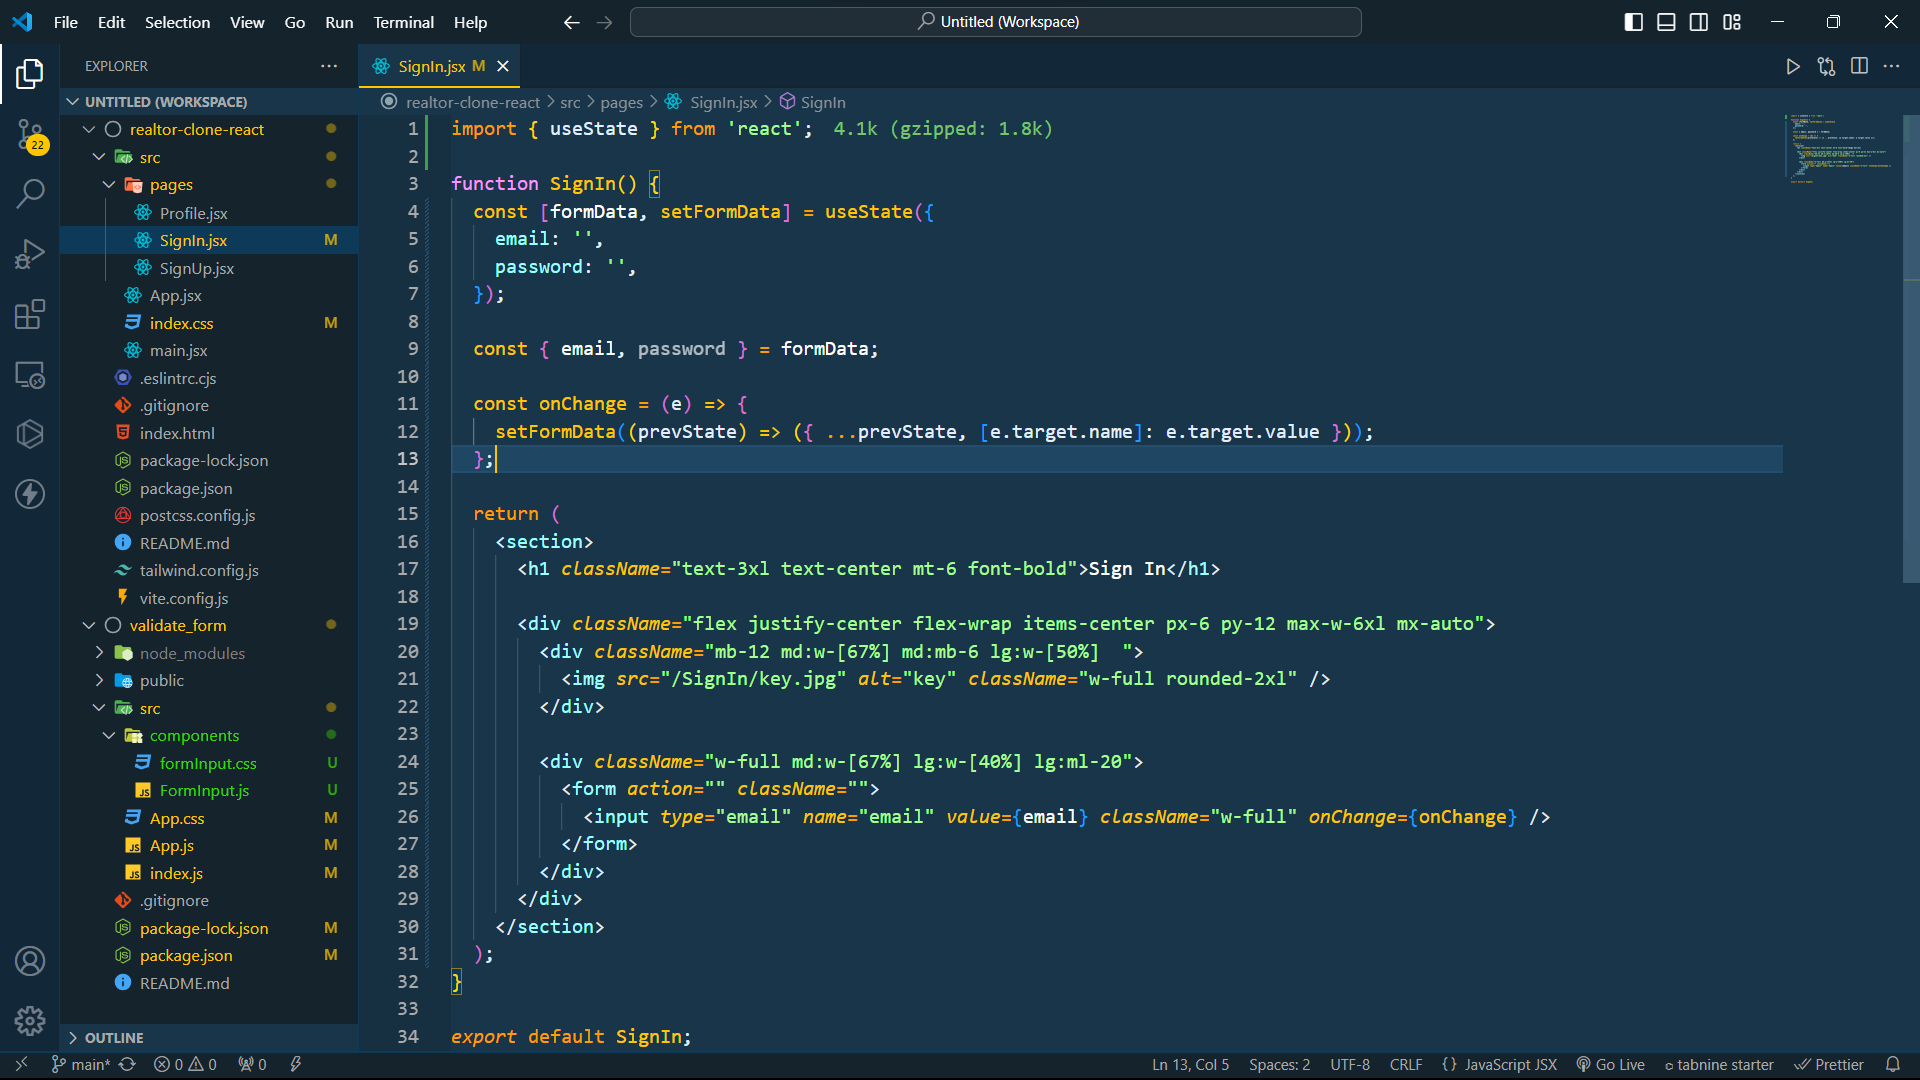 File Edit Selection View Go Run Terminal Help
Untitled (Workspace)
EXPLORER
SignIn.jsx M
UNTITLED (WORKSPACE)
realtor-clone-react
src
pages
Profile.jsx
SignIn.jsx M
SignUp.jsx
App.jsx
index.css M
main.jsx
.eslintrc.cjs
.gitignore
index.html
package-lock.json
package.json
postcss.config.js
README.md
tailwind.config.js
vite.config.js
validate_form
node_modules
public
src
components
formInput.css U
FormInput.js U
App.css M
App.js M
index.js M
.gitignore
package-lock.json M
package.json M
README.md
OUTLINE
22
realtor-clone-react > src > pages > SignIn.jsx > SignIn
1 import { useState } from 'react'; 4.1k (gzipped: 1.8k)
2
3 function SignIn() {
4 const [formData, setFormData] = useState({
5 email: '',
6 password: '',
7 });
8
9 const { email, password } = formData;
10
11 const onChange = (e) => {
12 setFormData((prevState) => ({ ...prevState, [e.target.name]: e.target.value }));
13 };
14
15 return (
16 <section>
17 <h1 className="text-3xl text-center mt-6 font-bold">Sign In</h1>
18
19 <div className="flex justify-center flex-wrap items-center px-6 py-12 max-w-6xl mx-auto">
20 <div className="mb-12 md:w-[67%] md:mb-6 lg:w-[50%]  ">
21 <img src="/SignIn/key.jpg" alt="key" className="w-full rounded-2xl" />
22 </div>
23
24 <div className="w-full md:w-[67%] lg:w-[40%] lg:ml-20">
25 <form action="" className="">
26 <input type="email" name="email" value={email} className="w-full" onChange={onChange} />
27 </form>
28 </div>
29 </div>
30 </section>
31 );
32 }
33
34 export default SignIn;
main* 0 0 0 Ln 13, Col 5 Spaces: 2 UTF-8 CRLF {} JavaScript JSX Go Live tabnine starter Prettier